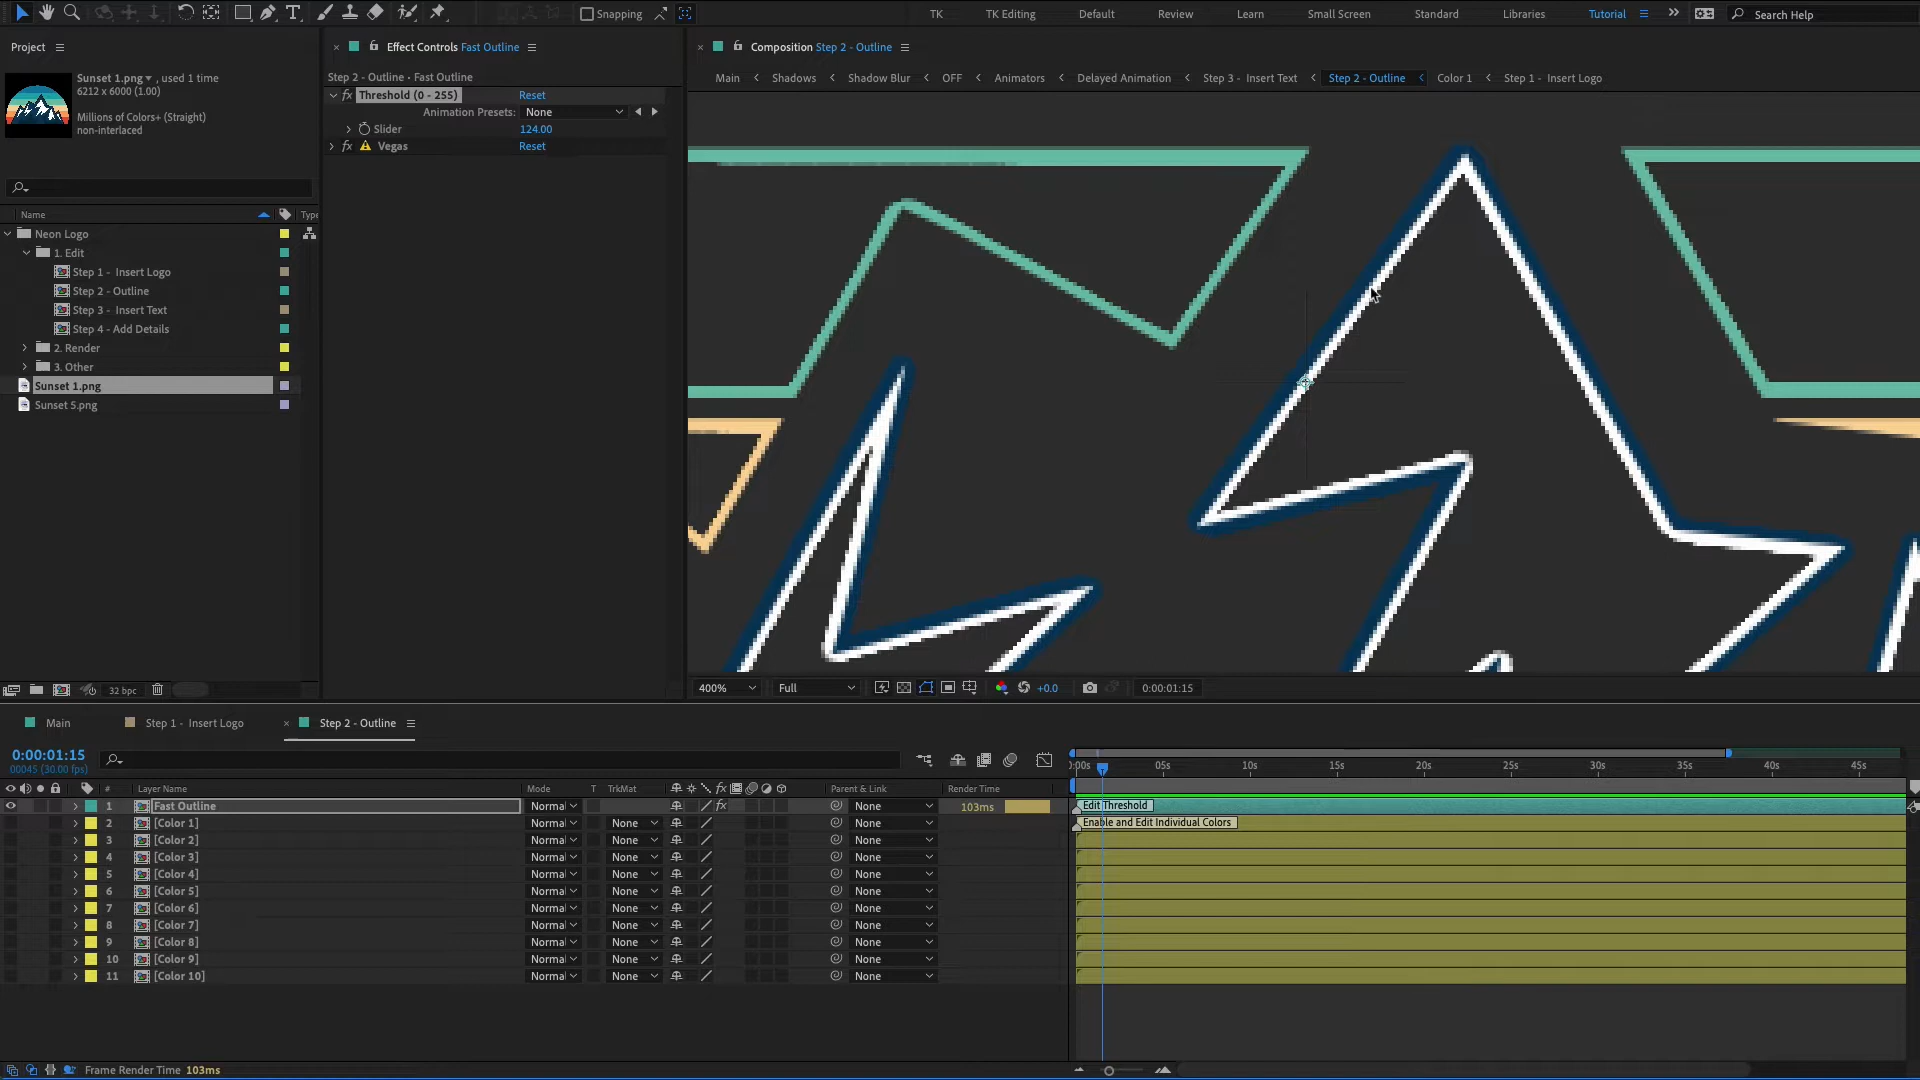 Snapping
TK
TK Editing
Default
Review
Learn
Small Screen
Standard
Libraries
Tutorial
Search Help
Project
Effect Controls Fast Outline
Composition Step 2 - Outline
Sunset 1.png , used 1 time
6212 x 6000 (1.00)
Millions of Colors+ (Straight)
non-interlaced
Step 2 - Outline • Fast Outline
Threshold (0 - 255) Reset
Animation Presets: None
Slider 124.00
Vegas Reset
Main
Shadows
Shadow Blur
OFF
Animators
Delayed Animation
Step 3 - Insert Text
Step 2 - Outline
Color 1
Step 1 - Insert Logo
Name Type
Neon Logo
1. Edit
Step 1 - Insert Logo
Step 2 - Outline
Step 3 - Insert Text
Step 4 - Add Details
2. Render
3. Other
Sunset 1.png
Sunset 5.png
32 bpc
400% Full +0.0 0:00:01:15
Main
Step 1 - Insert Logo
Step 2 - Outline
0:00:01:15
00045 (30.00 fps)
:00s 05s 10s 15s 20s 25s 30s 35s 40s 45s
# Layer Name Mode T TrkMat fx Parent & Link Render Time
1 Fast Outline Normal fx None 103ms Edit Threshold
2 [Color 1] Normal None None Enable and Edit Individual Colors
3 [Color 2] Normal None None
4 [Color 3] Normal None None
5 [Color 4] Normal None None
6 [Color 5] Normal None None
7 [Color 6] Normal None None
8 [Color 7] Normal None None
9 [Color 8] Normal None None
10 [Color 9] Normal None None
11 [Color 10] Normal None None
Frame Render Time 103ms